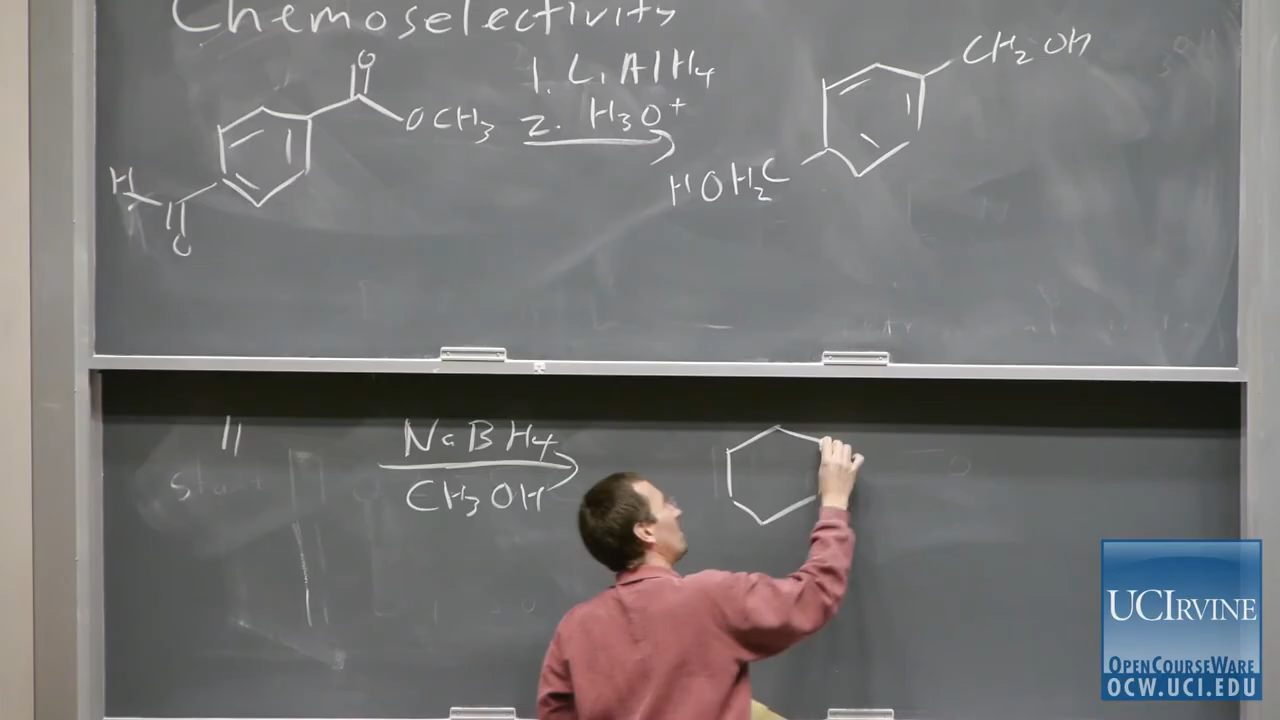 Chemoselectivity
O
OCH3
H
O
1. LiAlH4
2. H3O+
CH2OH
HOH2C
"
NaBH4
CH3OH
UCIRVINE
OPENCOURSEWARE
OCW.UCI.EDU